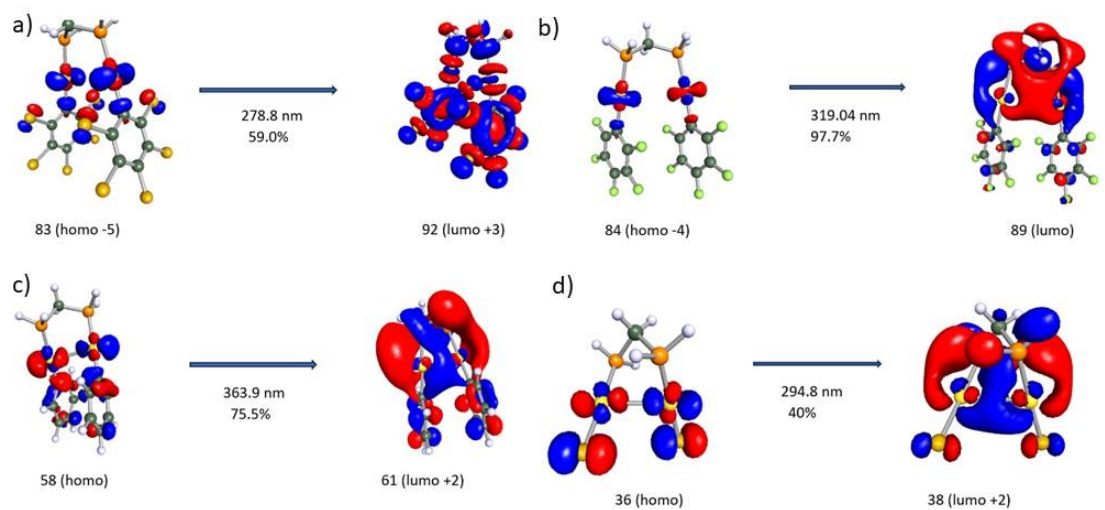 a)
278.8 nm
59.0%
83 (homo -5)
92 (lumo +3)
b)
319.04 nm
97.7%
84 (homo -4)
89 (lumo)
c)
363.9 nm
75.5%
58 (homo)
61 (lumo +2)
d)
294.8 nm
40%
36 (homo)
38 (lumo +2)